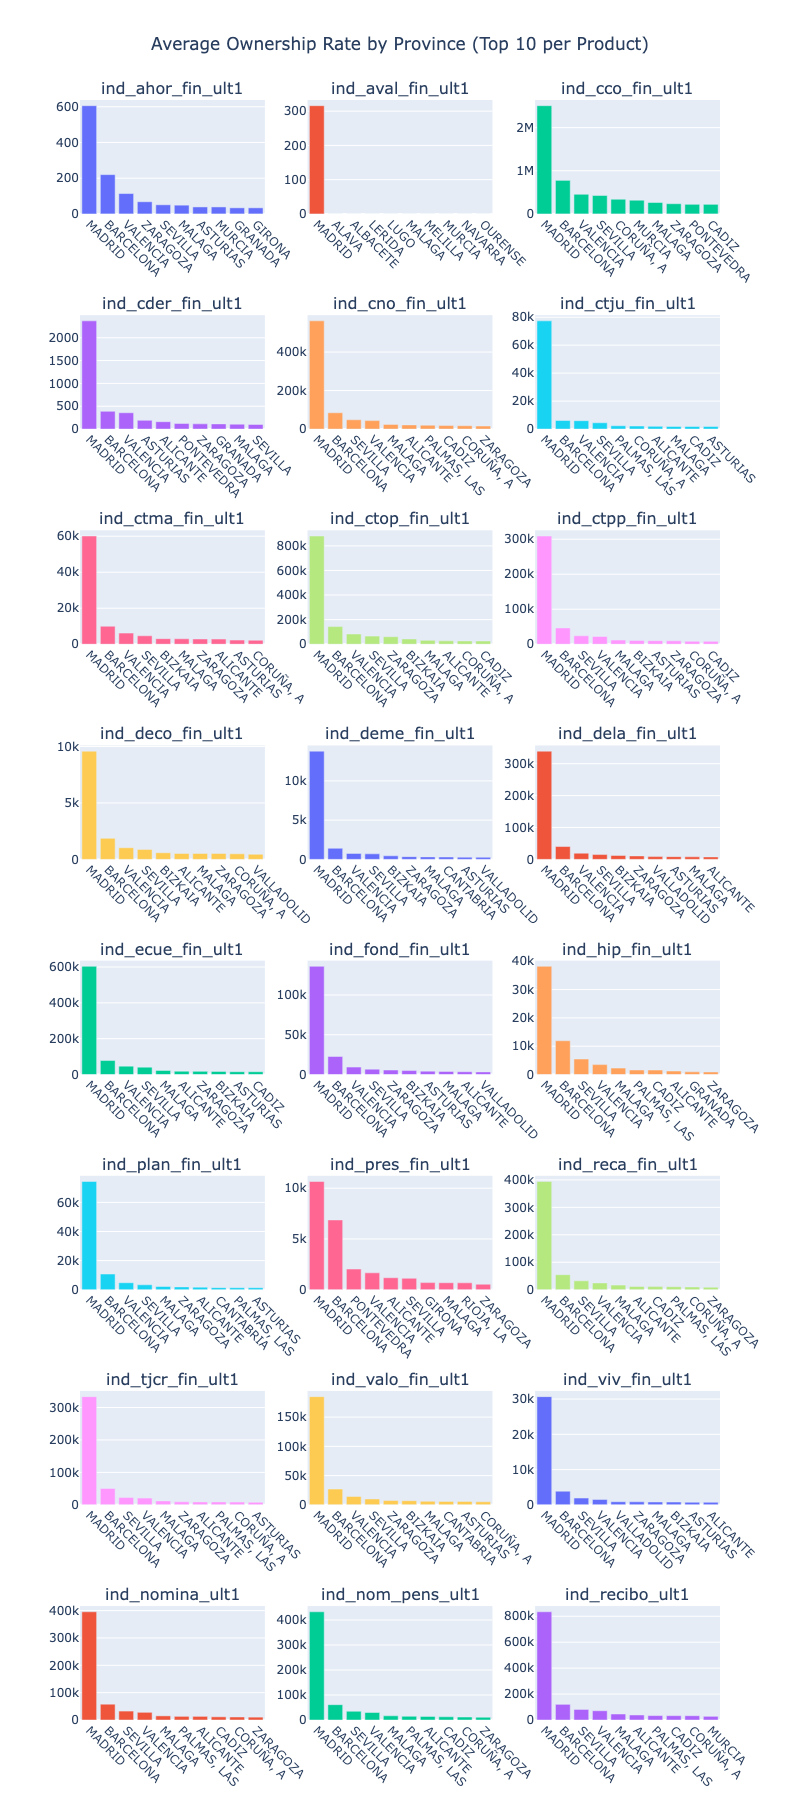 Average Ownership Rate by Province (Top 10 per Product)
ind_ahor_fin_ult1
600
400
200
0
MADRID
BARCELONA
VALENCIA
ZARAGOZA
SEVILLA
MALAGA
ASTURIAS
MURCIA
GRANADA
GIRONA
ind_aval_fin_ult1
300
200
100
0
MADRID
ALAVA
ALBACETE
LERIDA
LUGO
MALAGA
MELILLA
MURCIA
NAVARRA
OURENSE
ind_cco_fin_ult1
2M
1M
0
MADRID
BARCELONA
VALENCIA
SEVILLA
CORUÑA, A
MURCIA
MALAGA
ZARAGOZA
PONTEVEDRA
CADIZ
ind_cder_fin_ult1
2000
1500
1000
500
0
MADRID
BARCELONA
VALENCIA
ASTURIAS
ALICANTE
PONTEVEDRA
ZARAGOZA
GRANADA
MALAGA
SEVILLA
ind_cno_fin_ult1
400k
200k
0
MADRID
BARCELONA
SEVILLA
VALENCIA
MALAGA
ALICANTE
PALMAS, LAS
CADIZ
CORUÑA, A
ZARAGOZA
ind_ctju_fin_ult1
80k
60k
40k
20k
0
MADRID
BARCELONA
VALENCIA
SEVILLA
PALMAS, LAS
CORUÑA, A
ALICANTE
MALAGA
CADIZ
ASTURIAS
ind_ctma_fin_ult1
60k
40k
20k
0
MADRID
BARCELONA
VALENCIA
SEVILLA
BIZKAIA
MALAGA
ZARAGOZA
ALICANTE
ASTURIAS
CORUÑA, A
ind_ctop_fin_ult1
800k
600k
400k
200k
0
MADRID
BARCELONA
VALENCIA
SEVILLA
ZARAGOZA
BIZKAIA
MALAGA
ALICANTE
CORUÑA, A
CADIZ
ind_ctpp_fin_ult1
300k
200k
100k
0
MADRID
BARCELONA
SEVILLA
VALENCIA
MALAGA
BIZKAIA
ASTURIAS
ZARAGOZA
CORUÑA, A
CADIZ
ind_deco_fin_ult1
10k
5k
0
MADRID
BARCELONA
VALENCIA
SEVILLA
BIZKAIA
ALICANTE
MALAGA
ZARAGOZA
CORUÑA, A
VALLADOLID
ind_deme_fin_ult1
10k
5k
0
MADRID
BARCELONA
VALENCIA
SEVILLA
BIZKAIA
ZARAGOZA
MALAGA
CANTABRIA
ASTURIAS
VALLADOLID
ind_dela_fin_ult1
300k
200k
100k
0
MADRID
BARCELONA
VALENCIA
SEVILLA
BIZKAIA
ZARAGOZA
VALLADOLID
ASTURIAS
MALAGA
ALICANTE
ind_ecue_fin_ult1
600k
400k
200k
0
MADRID
BARCELONA
VALENCIA
SEVILLA
MALAGA
ALICANTE
ZARAGOZA
BIZKAIA
ASTURIAS
CADIZ
ind_fond_fin_ult1
100k
50k
0
MADRID
BARCELONA
VALENCIA
SEVILLA
ZARAGOZA
BIZKAIA
ASTURIAS
MALAGA
ALICANTE
VALLADOLID
ind_hip_fin_ult1
40k
30k
20k
10k
0
MADRID
BARCELONA
SEVILLA
VALENCIA
MALAGA
PALMAS, LAS
CADIZ
ALICANTE
GRANADA
ZARAGOZA
ind_plan_fin_ult1
60k
40k
20k
0
MADRID
BARCELONA
VALENCIA
SEVILLA
MALAGA
ZARAGOZA
ALICANTE
CANTABRIA
PALMAS, LAS
ASTURIAS
ind_pres_fin_ult1
10k
5k
0
MADRID
BARCELONA
PONTEVEDRA
VALENCIA
ALICANTE
SEVILLA
GIRONA
MALAGA
RIOJA, LA
ZARAGOZA
ind_reca_fin_ult1
400k
300k
200k
100k
0
MADRID
BARCELONA
SEVILLA
VALENCIA
MALAGA
ALICANTE
CADIZ
PALMAS, LAS
CORUÑA, A
ZARAGOZA
ind_tjcr_fin_ult1
300k
200k
100k
0
MADRID
BARCELONA
SEVILLA
VALENCIA
MALAGA
ZARAGOZA
ALICANTE
PALMAS, LAS
CORUÑA, A
ASTURIAS
ind_valo_fin_ult1
150k
100k
50k
0
MADRID
BARCELONA
VALENCIA
SEVILLA
ZARAGOZA
BIZKAIA
MALAGA
CANTABRIA
ASTURIAS
CORUÑA, A
ind_viv_fin_ult1
30k
20k
10k
0
MADRID
BARCELONA
SEVILLA
VALENCIA
VALLADOLID
ZARAGOZA
MALAGA
BIZKAIA
ASTURIAS
ALICANTE
ind_nomina_ult1
400k
300k
200k
100k
0
MADRID
BARCELONA
SEVILLA
VALENCIA
MALAGA
PALMAS, LAS
ALICANTE
CADIZ
CORUÑA, A
ZARAGOZA
ind_nom_pens_ult1
400k
300k
200k
100k
0
MADRID
BARCELONA
SEVILLA
VALENCIA
MALAGA
PALMAS, LAS
ALICANTE
CADIZ
CORUÑA, A
ZARAGOZA
ind_recibo_ult1
800k
600k
400k
200k
0
MADRID
BARCELONA
SEVILLA
VALENCIA
MALAGA
ALICANTE
PALMAS, LAS
CADIZ
CORUÑA, A
MURCIA